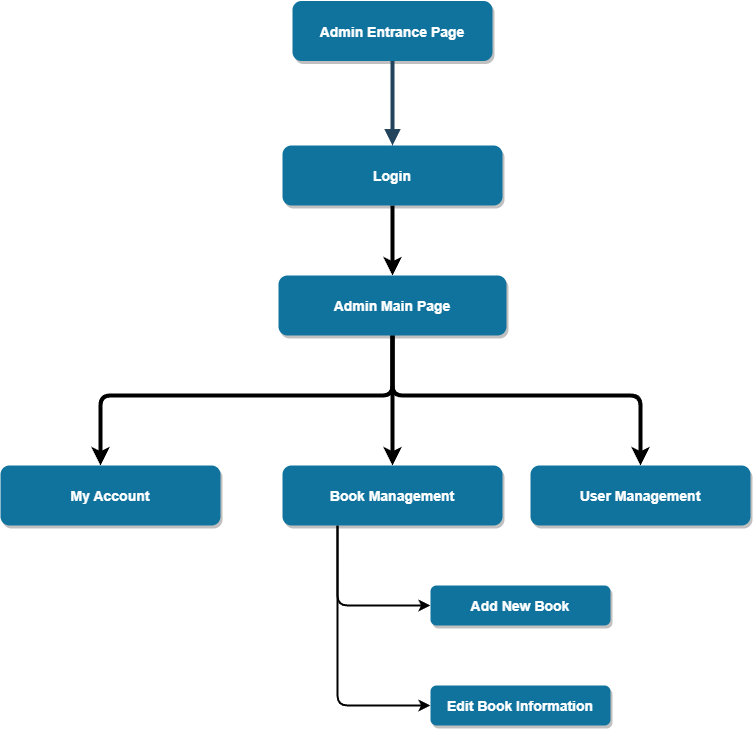 Admin Entrance Page
Login
Admin Main Page
My Account
Book Management
User Management
Add New Book
Edit Book Information